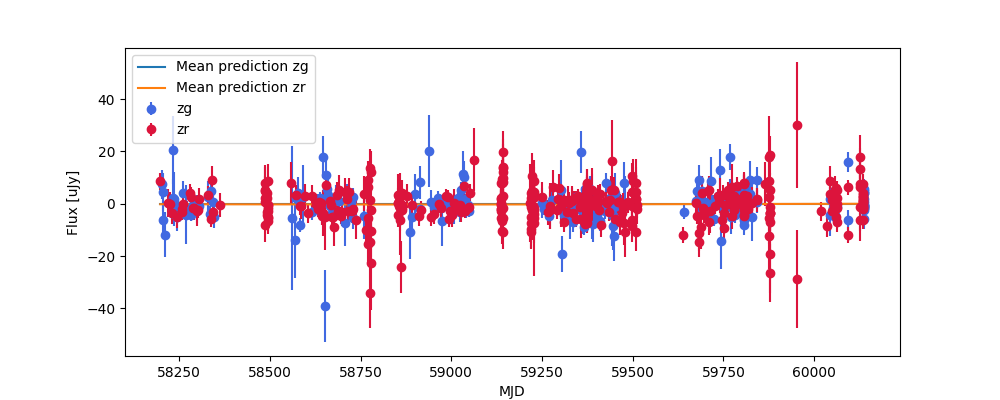 Mean prediction zg
Mean prediction zr
zg
zr
40
20
0
−20
−40
Flux [uJy]
58250
58500
58750
59000
59250
59500
59750
60000
MJD